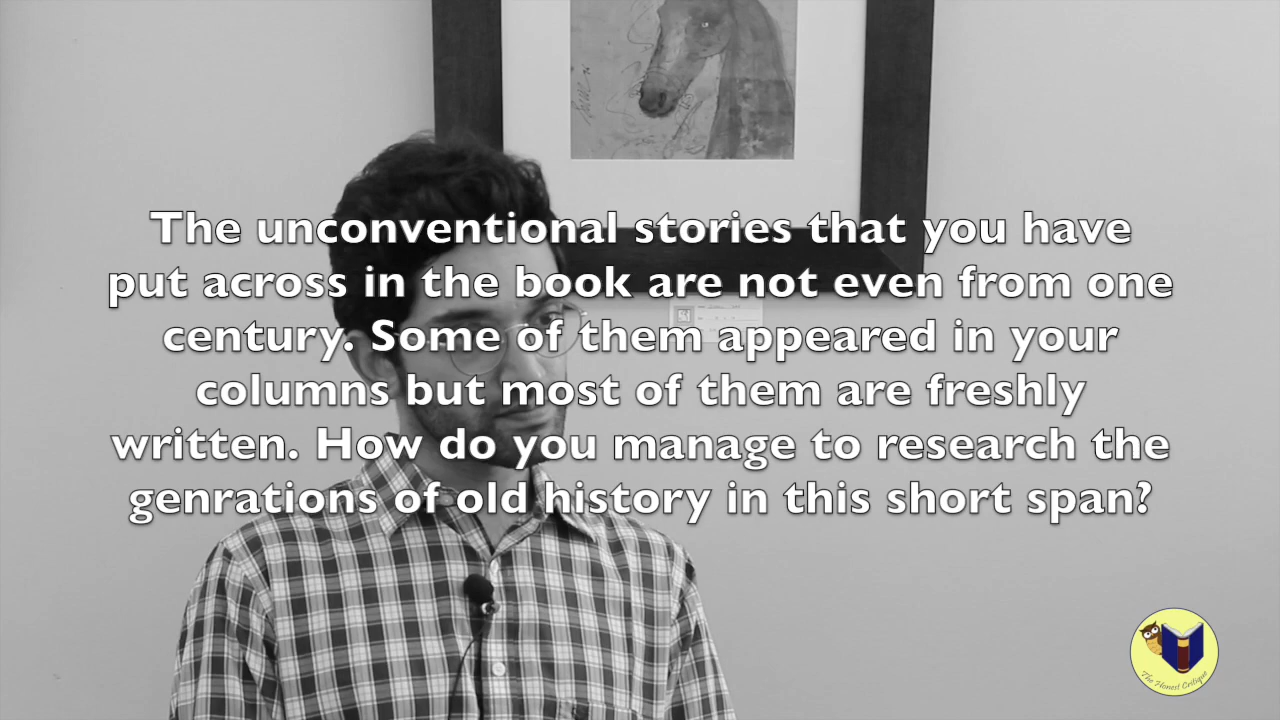 The unconventional stories that you have
put across in the book are not even from one
century. Some of them appeared in your
columns but most of them are freshly
written. How do you manage to research the
genrations of old history in this short span?
The Honest Critique